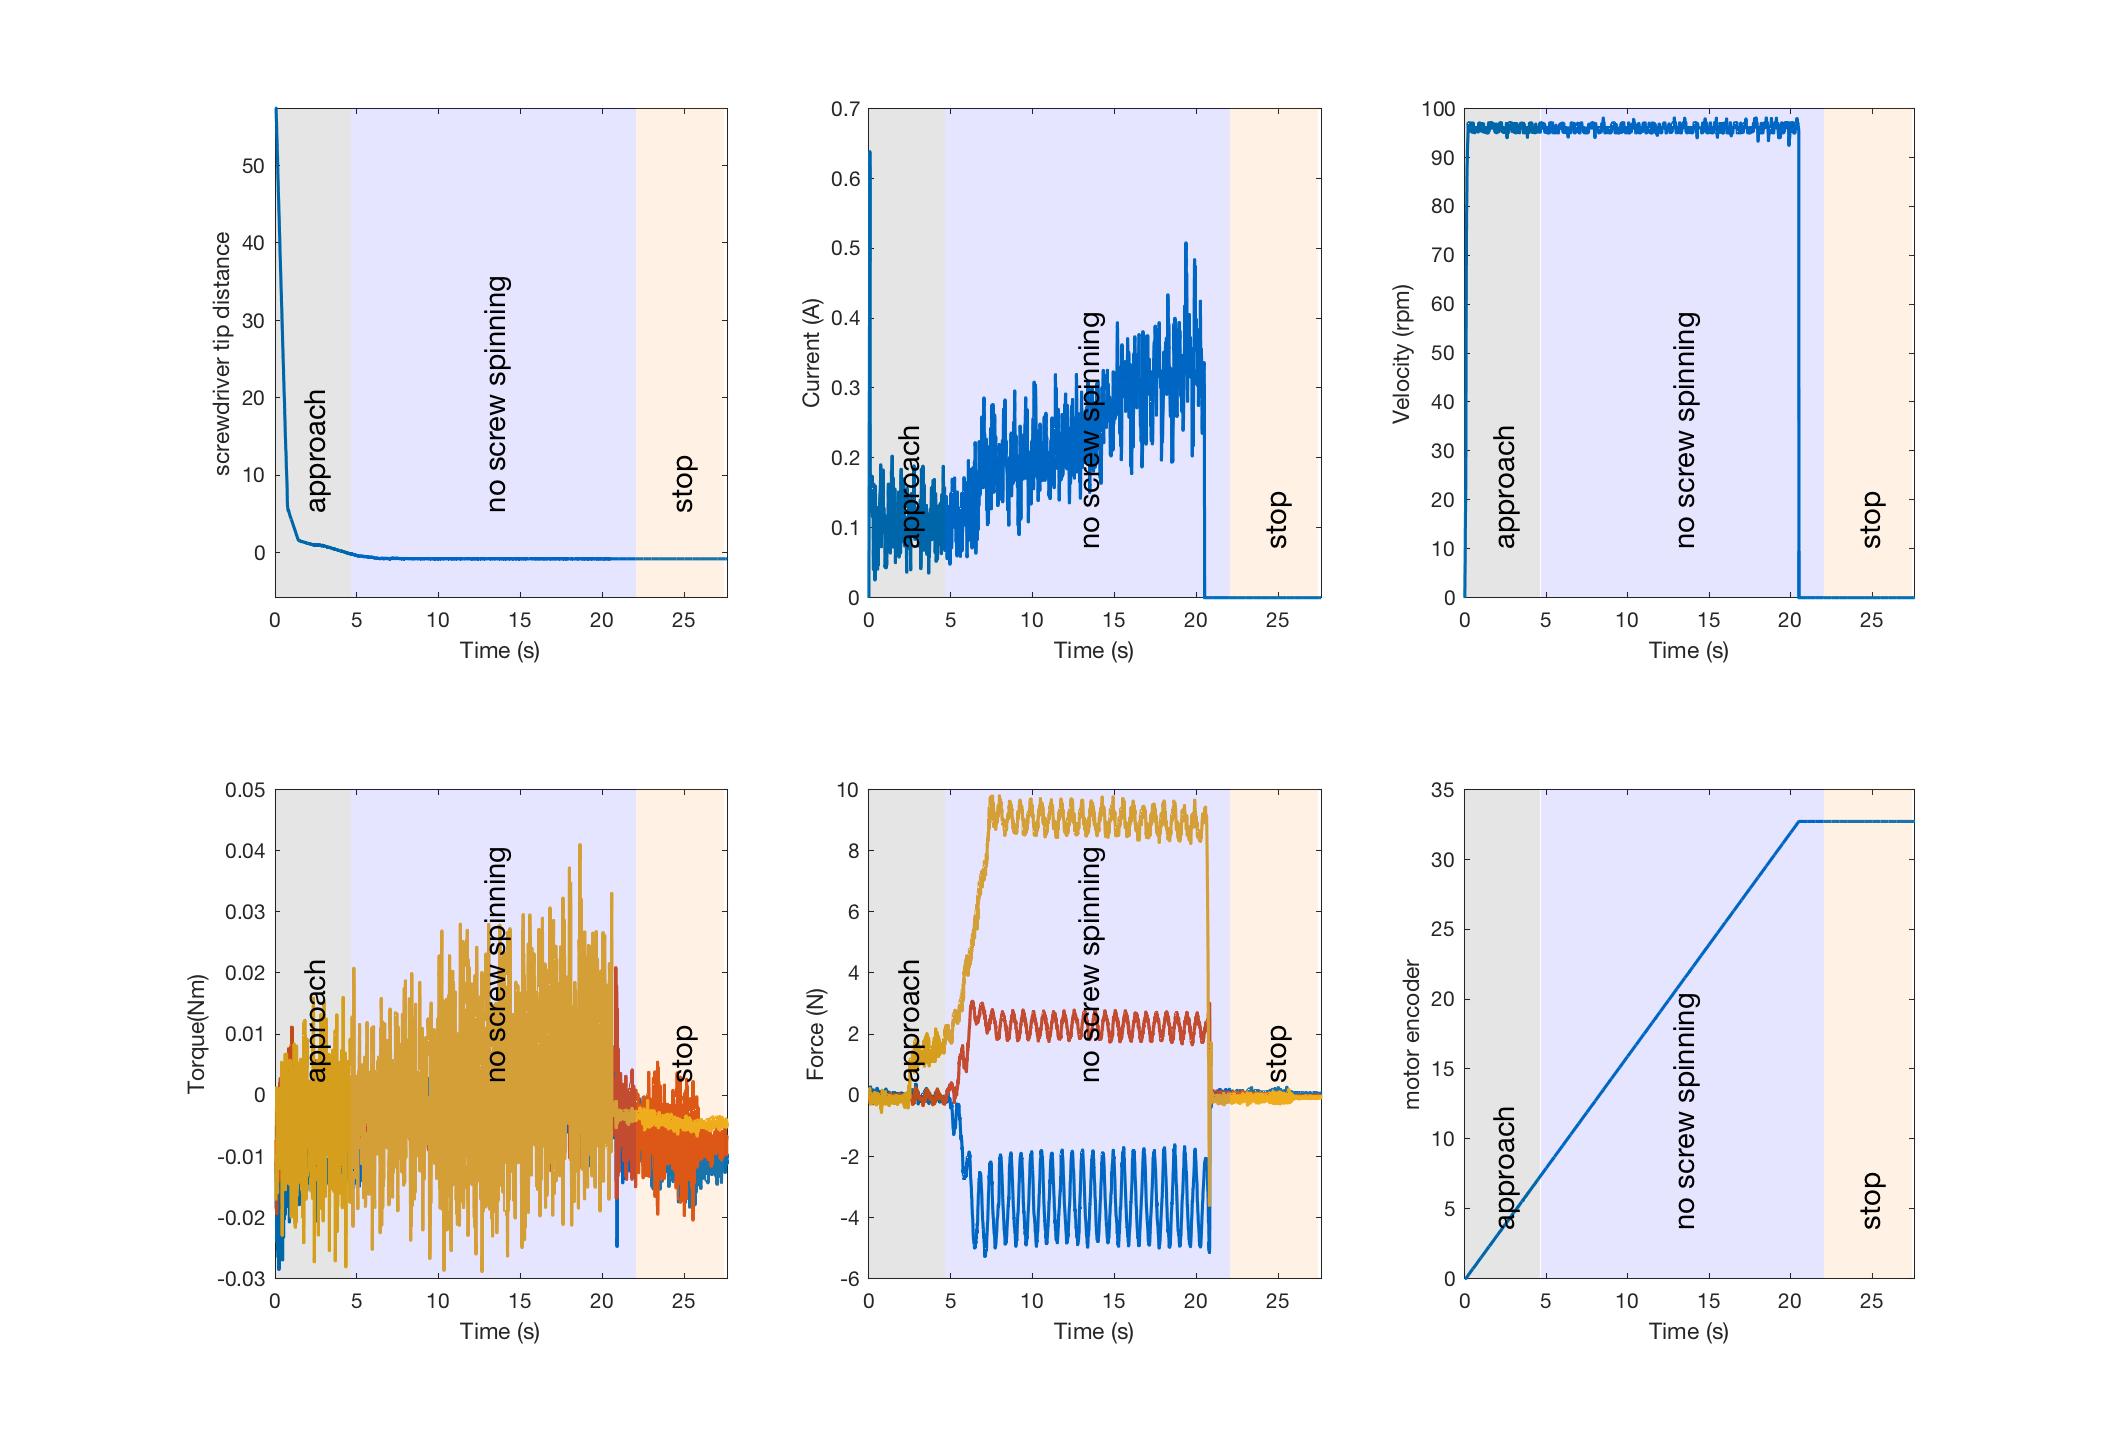 50
40
30
20
10
0
screwdriver tip distance
approach
no screw spinning
stop
0 5 10 15 20 25
Time (s)
0.7
0.6
0.5
0.4
0.3
0.2
0.1
0
Current (A)
approach
no screw spinning
stop
0 5 10 15 20 25
Time (s)
100
90
80
70
60
50
40
30
20
10
0
Velocity (rpm)
approach
no screw spinning
stop
0 5 10 15 20 25
Time (s)
0.05
0.04
0.03
0.02
0.01
0
-0.01
-0.02
-0.03
Torque(Nm)
approach
no screw spinning
stop
0 5 10 15 20 25
Time (s)
10
8
6
4
2
0
-2
-4
-6
Force (N)
approach
no screw spinning
stop
0 5 10 15 20 25
Time (s)
35
30
25
20
15
10
5
0
motor encoder
approach
no screw spinning
stop
0 5 10 15 20 25
Time (s)